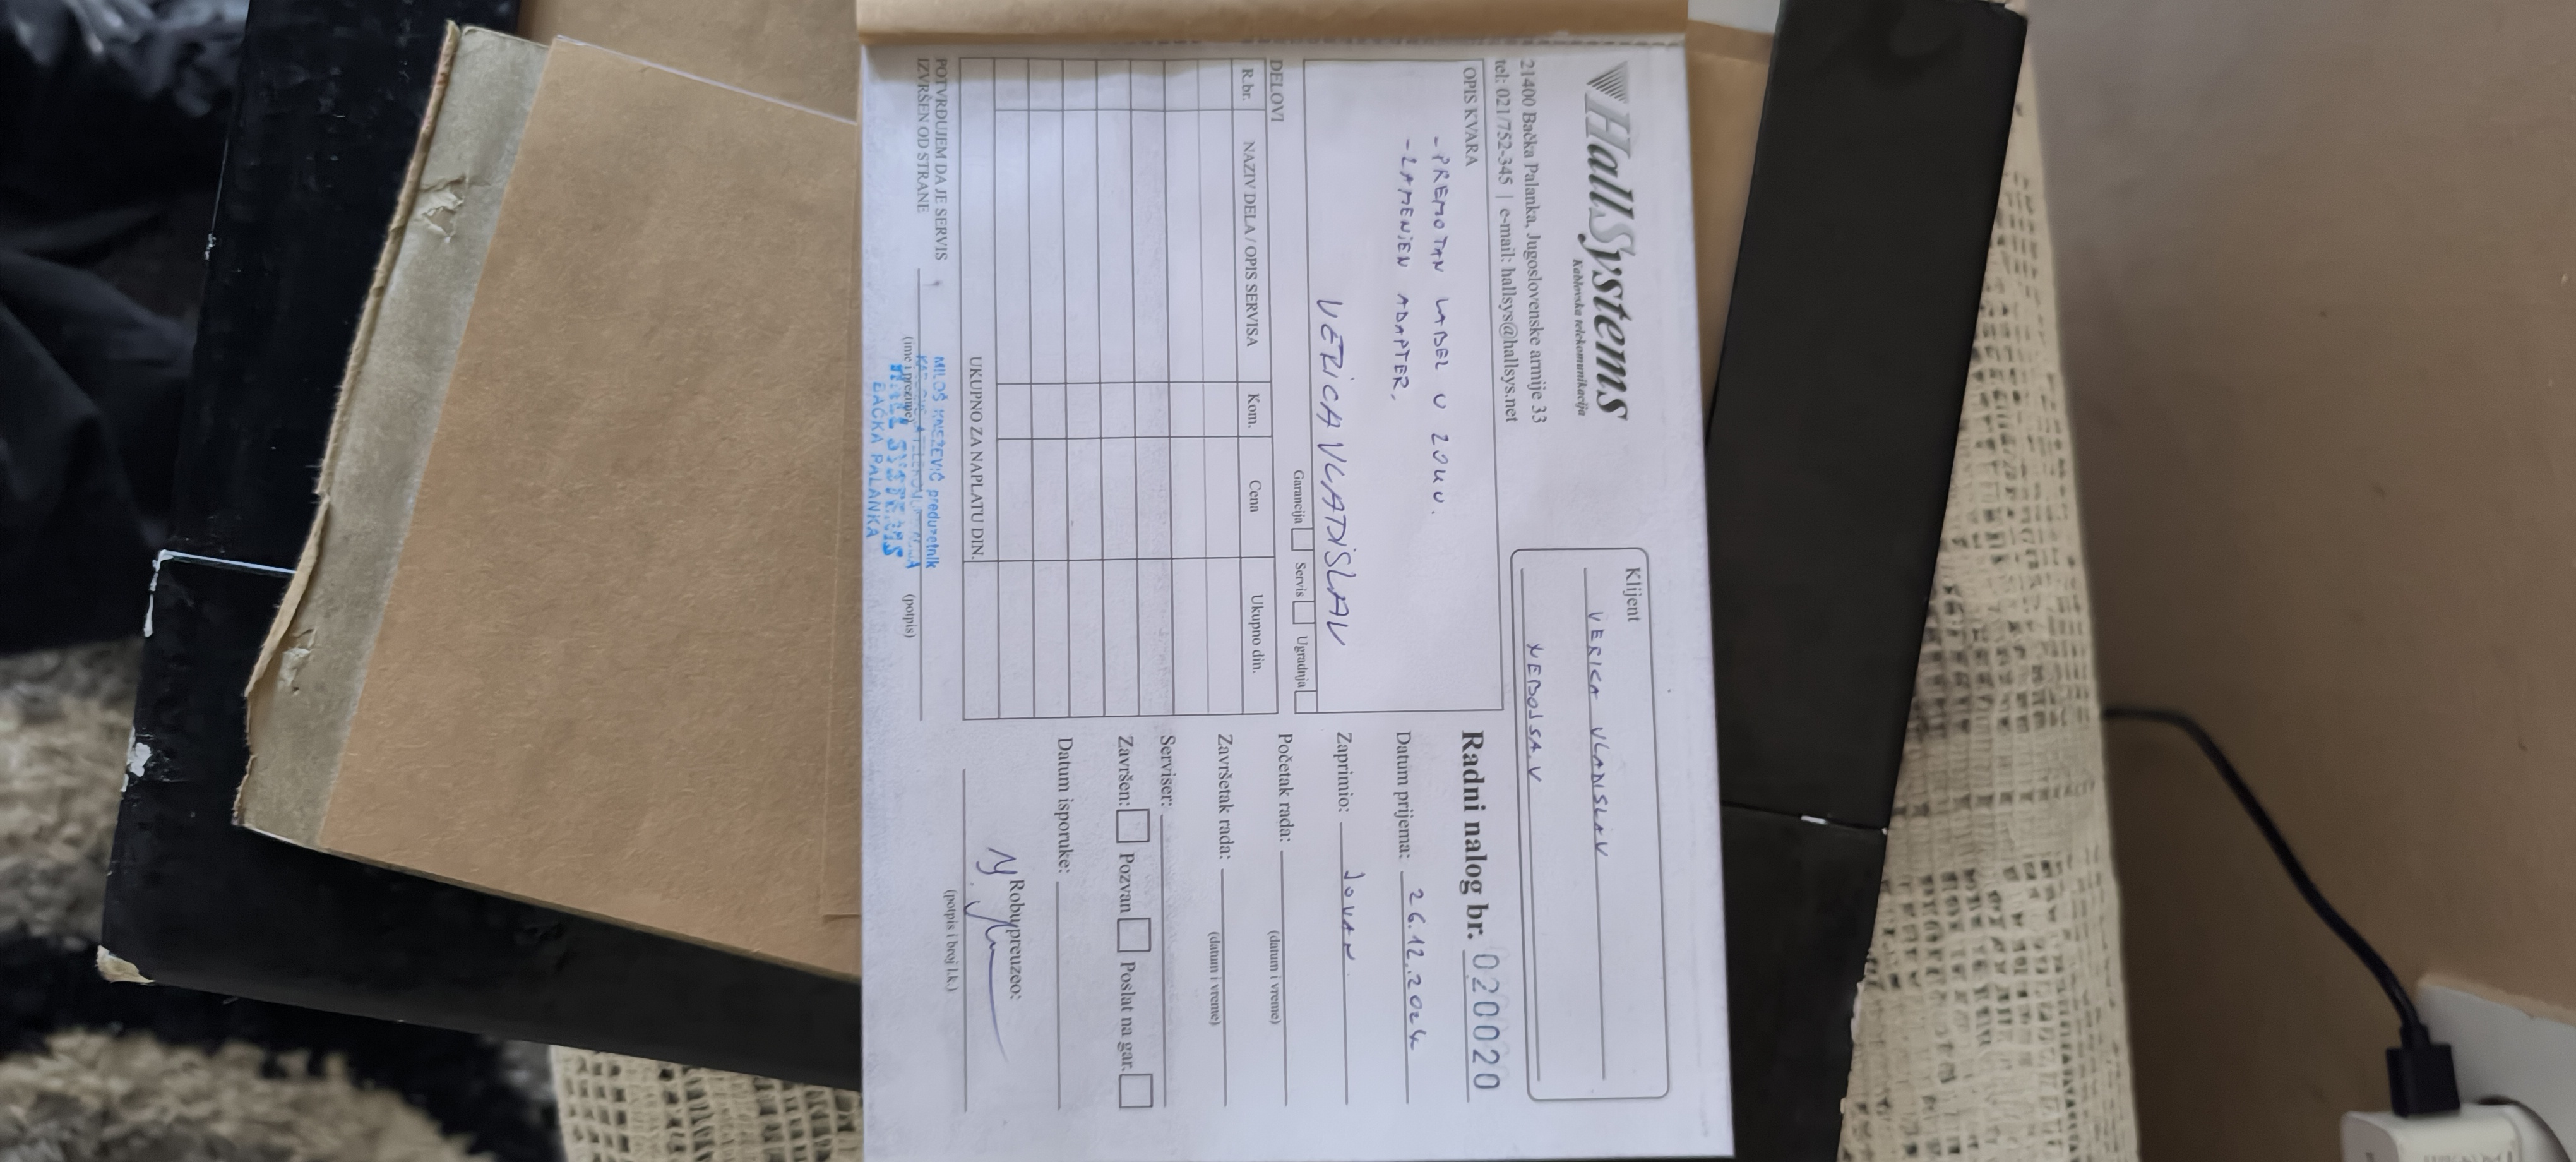 HallSystems
Kablovska telekomunikacija
21400 Bačka Palanka, Jugoslovenske armije 33
tel: 021/752-345 | e-mail: hallsys@hallsys.net
Klijent
VERICA VLADISLAV
NEBOJSA.V
OPIS KVARA
- PREMOTAN KABEL U ZOKU.
- ZAMENJEN ADAPTER.
VERICA VLADISLAV
Garancija Servis Ugradnja
DELOVI
R.br. NAZIV DELA / OPIS SERVISA Kom. Cena Ukupno din.
UKUPNO ZA NAPLATU DIN.
POTVRĐUJEM DA JE SERVIS
IZVRŠEN OD STRANE
(ime i prezime)
(potpis)
MILOŠ KNEŽEVIĆ preduzetnik
HALL SYSTEMS
BAČKA PALANKA
Radni nalog br. 020020
Datum prijema: 26.12.2024
Zaprimio: JOVAN
Početak rada:
(datum i vreme)
Završetak rada:
(datum i vreme)
Serviser:
Završen: Pozvan Poslat na gar.
Datum isporuke:
Robu preuzeo:
(potpis i broj l.k.)